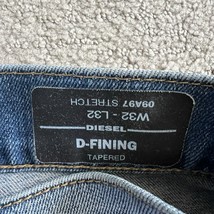 W32 - L32
09A97 STRETCH
DIESEL
D-FINING
TAPERED